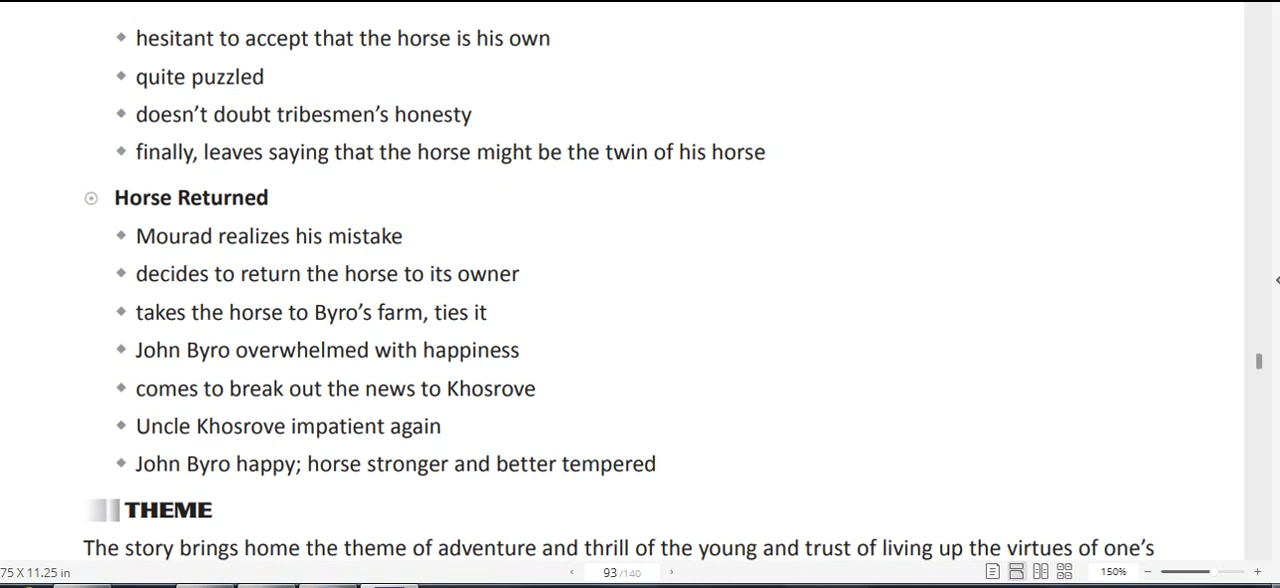 hesitant to accept that the horse is his own
quite puzzled
doesn’t doubt tribesmen’s honesty
finally, leaves saying that the horse might be the twin of his horse
Horse Returned
Mourad realizes his mistake
decides to return the horse to its owner
takes the horse to Byro’s farm, ties it
John Byro overwhelmed with happiness
comes to break out the news to Khosrove
Uncle Khosrove impatient again
John Byro happy; horse stronger and better tempered
THEME
The story brings home the theme of adventure and thrill of the young and trust of living up the virtues of one’s
75 X 11.25 in
93 /140
150%